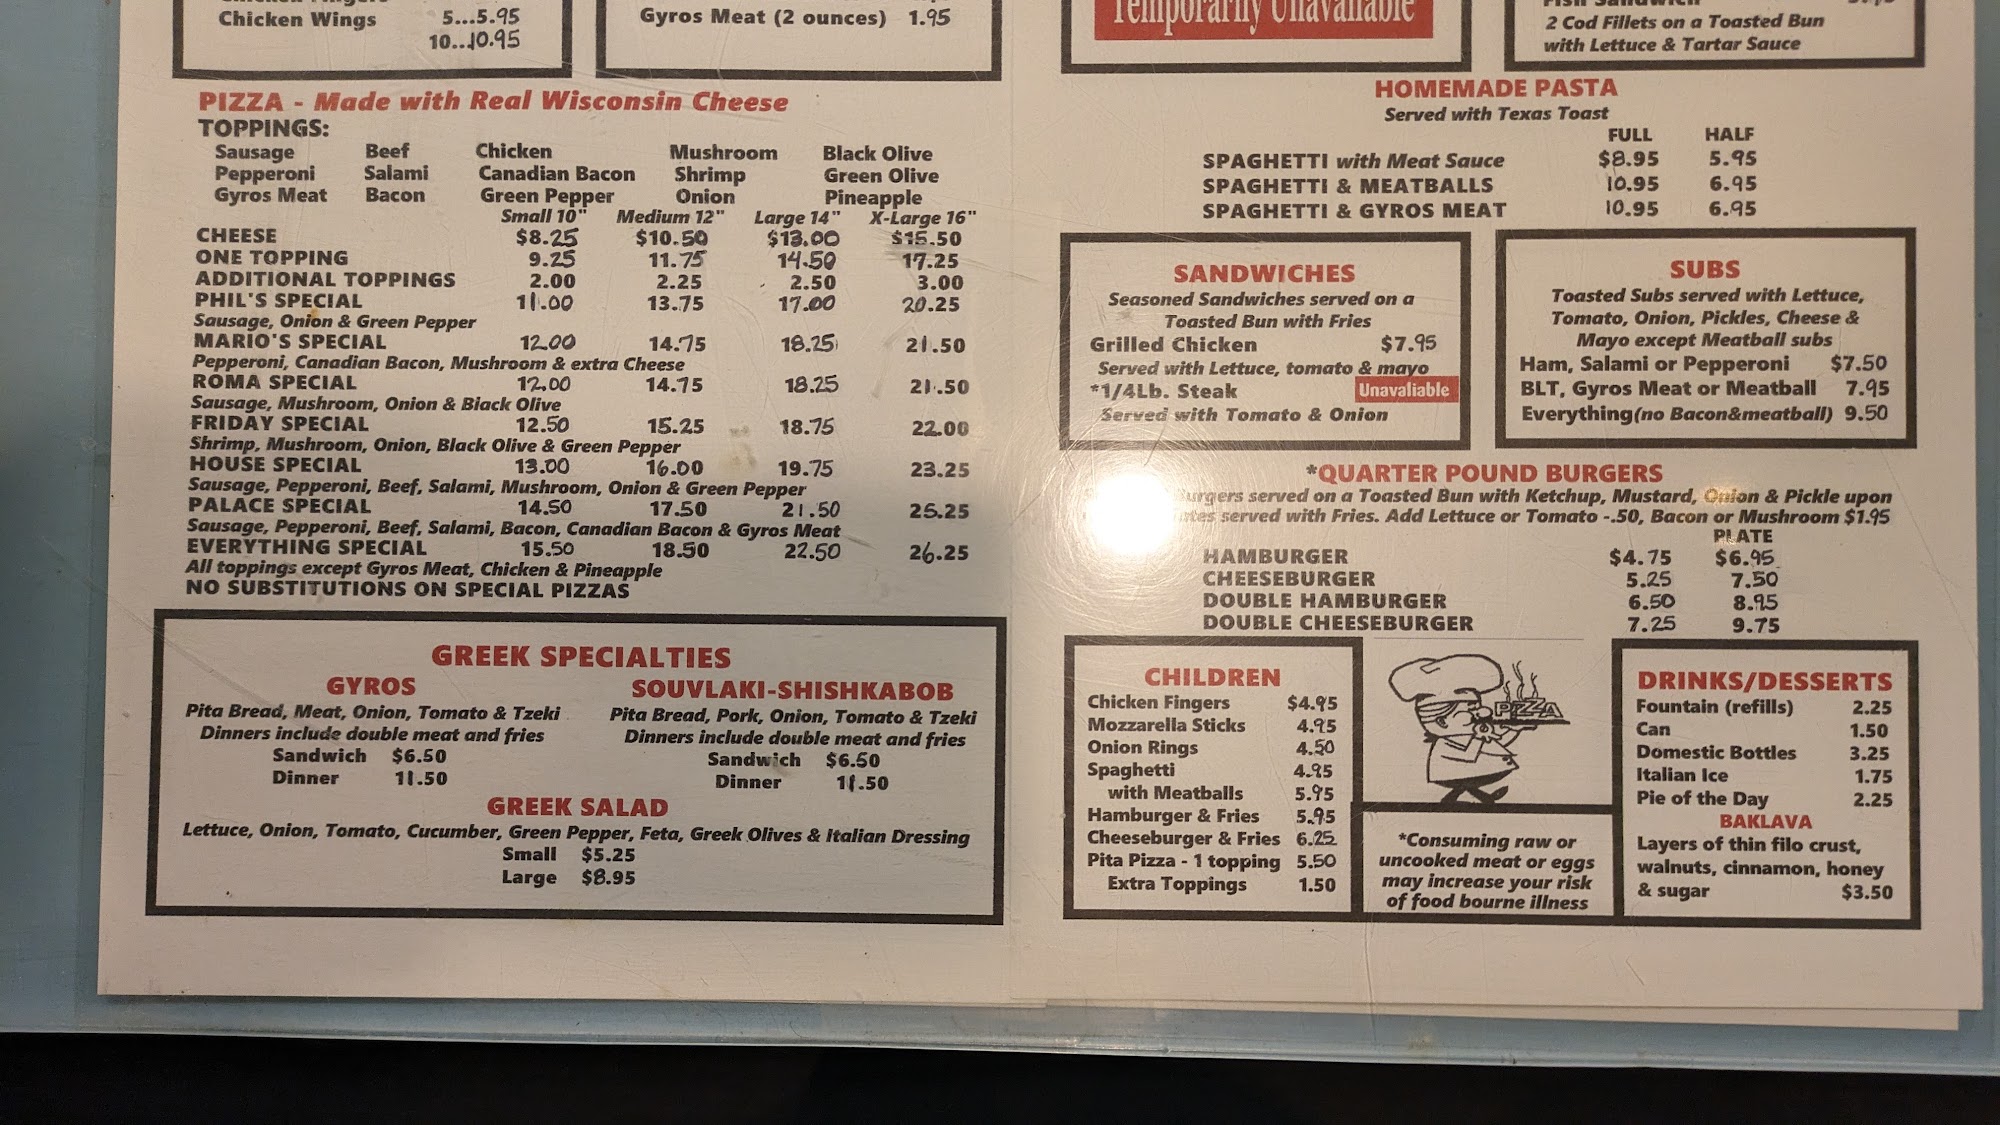 Chicken Wings 5...5.95
10...10.95
Gyros Meat (2 ounces) 1.95
PIZZA - Made with Real Wisconsin Cheese
TOPPINGS:
Sausage Beef Chicken Mushroom Black Olive
Pepperoni Salami Canadian Bacon Shrimp Green Olive
Gyros Meat Bacon Green Pepper Onion Pineapple
Small 10" Medium 12" Large 14" X-Large 16"
CHEESE $8.25 $10.50 $13.00 $15.50
ONE TOPPING 9.25 11.75 14.50 17.25
ADDITIONAL TOPPINGS 2.00 2.25 2.50 3.00
PHIL'S SPECIAL 11.00 13.75 17.00 20.25
Sausage, Onion & Green Pepper
MARIO'S SPECIAL 12.00 14.75 18.25 21.50
Pepperoni, Canadian Bacon, Mushroom & extra Cheese
ROMA SPECIAL 12.00 14.75 18.25 21.50
Sausage, Mushroom, Onion & Black Olive
FRIDAY SPECIAL 12.50 15.25 18.75 22.00
Shrimp, Mushroom, Onion, Black Olive & Green Pepper
HOUSE SPECIAL 13.00 16.00 19.75 23.25
Sausage, Pepperoni, Beef, Salami, Mushroom, Onion & Green Pepper
PALACE SPECIAL 14.50 17.50 21.50 25.25
Sausage, Pepperoni, Beef, Salami, Bacon, Canadian Bacon & Gyros Meat
EVERYTHING SPECIAL 15.50 18.50 22.50 26.25
All toppings except Gyros Meat, Chicken & Pineapple
NO SUBSTITUTIONS ON SPECIAL PIZZAS
GREEK SPECIALTIES
GYROS
Pita Bread, Meat, Onion, Tomato & Tzeki
Dinners include double meat and fries
Sandwich $6.50
Dinner 11.50
SOUVLAKI-SHISHKABOB
Pita Bread, Pork, Onion, Tomato & Tzeki
Dinners include double meat and fries
Sandwich $6.50
Dinner 11.50
GREEK SALAD
Lettuce, Onion, Tomato, Cucumber, Green Pepper, Feta, Greek Olives & Italian Dressing
Small $5.25
Large $8.95
Temporarily Unavailable
Fish Sandwich
2 Cod Fillets on a Toasted Bun
with Lettuce & Tartar Sauce
HOMEMADE PASTA
Served with Texas Toast
FULL HALF
SPAGHETTI with Meat Sauce $8.95 5.95
SPAGHETTI & MEATBALLS 10.95 6.95
SPAGHETTI & GYROS MEAT 10.95 6.95
SANDWICHES
Seasoned Sandwiches served on a
Toasted Bun with Fries
Grilled Chicken $7.95
Served with Lettuce, tomato & mayo
*1/4Lb. Steak Unavaliable
Served with Tomato & Onion
SUBS
Toasted Subs served with Lettuce,
Tomato, Onion, Pickles, Cheese &
Mayo except Meatball subs
Ham, Salami or Pepperoni $7.50
BLT, Gyros Meat or Meatball 7.95
Everything(no Bacon&meatball) 9.50
*QUARTER POUND BURGERS
served on a Toasted Bun with Ketchup, Mustard, Onion & Pickle upon
served with Fries. Add Lettuce or Tomato -.50, Bacon or Mushroom $1.95
PLATE
HAMBURGER $4.75 $6.95
CHEESEBURGER 5.25 7.50
DOUBLE HAMBURGER 6.50 8.95
DOUBLE CHEESEBURGER 7.25 9.75
CHILDREN
Chicken Fingers $4.95
Mozzarella Sticks 4.95
Onion Rings 4.50
Spaghetti 4.95
with Meatballs 5.95
Hamburger & Fries 5.95
Cheeseburger & Fries 6.25
Pita Pizza - 1 topping 5.50
Extra Toppings 1.50
PIZZA
*Consuming raw or
uncooked meat or eggs
may increase your risk
of food bourne illness
DRINKS/DESSERTS
Fountain (refills) 2.25
Can 1.50
Domestic Bottles 3.25
Italian Ice 1.75
Pie of the Day 2.25
BAKLAVA
Layers of thin filo crust,
walnuts, cinnamon, honey
& sugar $3.50